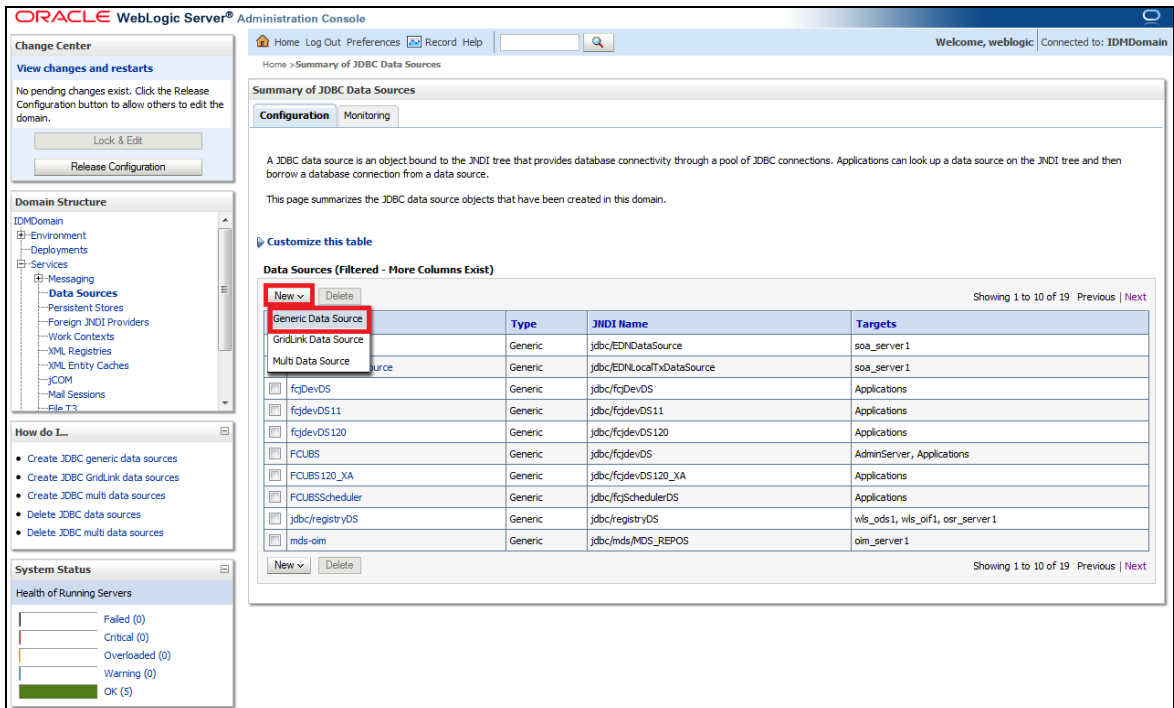 ORACLE WebLogic Server® Administration Console
Change Center
View changes and restarts
No pending changes exist. Click the Release
Configuration button to allow others to edit the
domain.
Lock & Edit
Release Configuration
Domain Structure
IDMDomain
Environment
Deployments
Services
Messaging
Data Sources
Persistent Stores
Foreign JNDI Providers
Work Contexts
XML Registries
XML Entity Caches
jCOM
Mail Sessions
File T3
How do I...
Create JDBC generic data sources
Create JDBC GridLink data sources
Create JDBC multi data sources
Delete JDBC data sources
Delete JDBC multi data sources
System Status
Health of Running Servers
Failed (0)
Critical (0)
Overloaded (0)
Warning (0)
OK (5)
Home Log Out Preferences Record Help
Welcome, weblogic Connected to: IDMDomain
Home >Summary of JDBC Data Sources
Summary of JDBC Data Sources
Configuration Monitoring
A JDBC data source is an object bound to the JNDI tree that provides database connectivity through a pool of JDBC connections. Applications can look up a data source on the JNDI tree and then
borrow a database connection from a data source.
This page summarizes the JDBC data source objects that have been created in this domain.
Customize this table
Data Sources (Filtered - More Columns Exist)
New Delete Showing 1 to 10 of 19 Previous | Next
Generic Data Source
GridLink Data Source
Multi Data Source
Type JNDI Name Targets
Generic jdbc/EDNDataSource soa_server1
ource Generic jdbc/EDNLocalTxDataSource soa_server1
fcjDevDS Generic jdbc/fcjDevDS Applications
fcjdevDS11 Generic jdbc/fcjdevDS11 Applications
fcjdevDS120 Generic jdbc/fcjdevDS120 Applications
FCUBS Generic jdbc/fcjdevDS AdminServer, Applications
FCUBS120_XA Generic jdbc/fcjdevDS120_XA Applications
FCUBSScheduler Generic jdbc/fcjSchedulerDS Applications
jdbc/registryDS Generic jdbc/registryDS wls_ods1, wls_oif1, osr_server1
mds-oim Generic jdbc/mds/MDS_REPOS oim_server1
New Delete Showing 1 to 10 of 19 Previous | Next